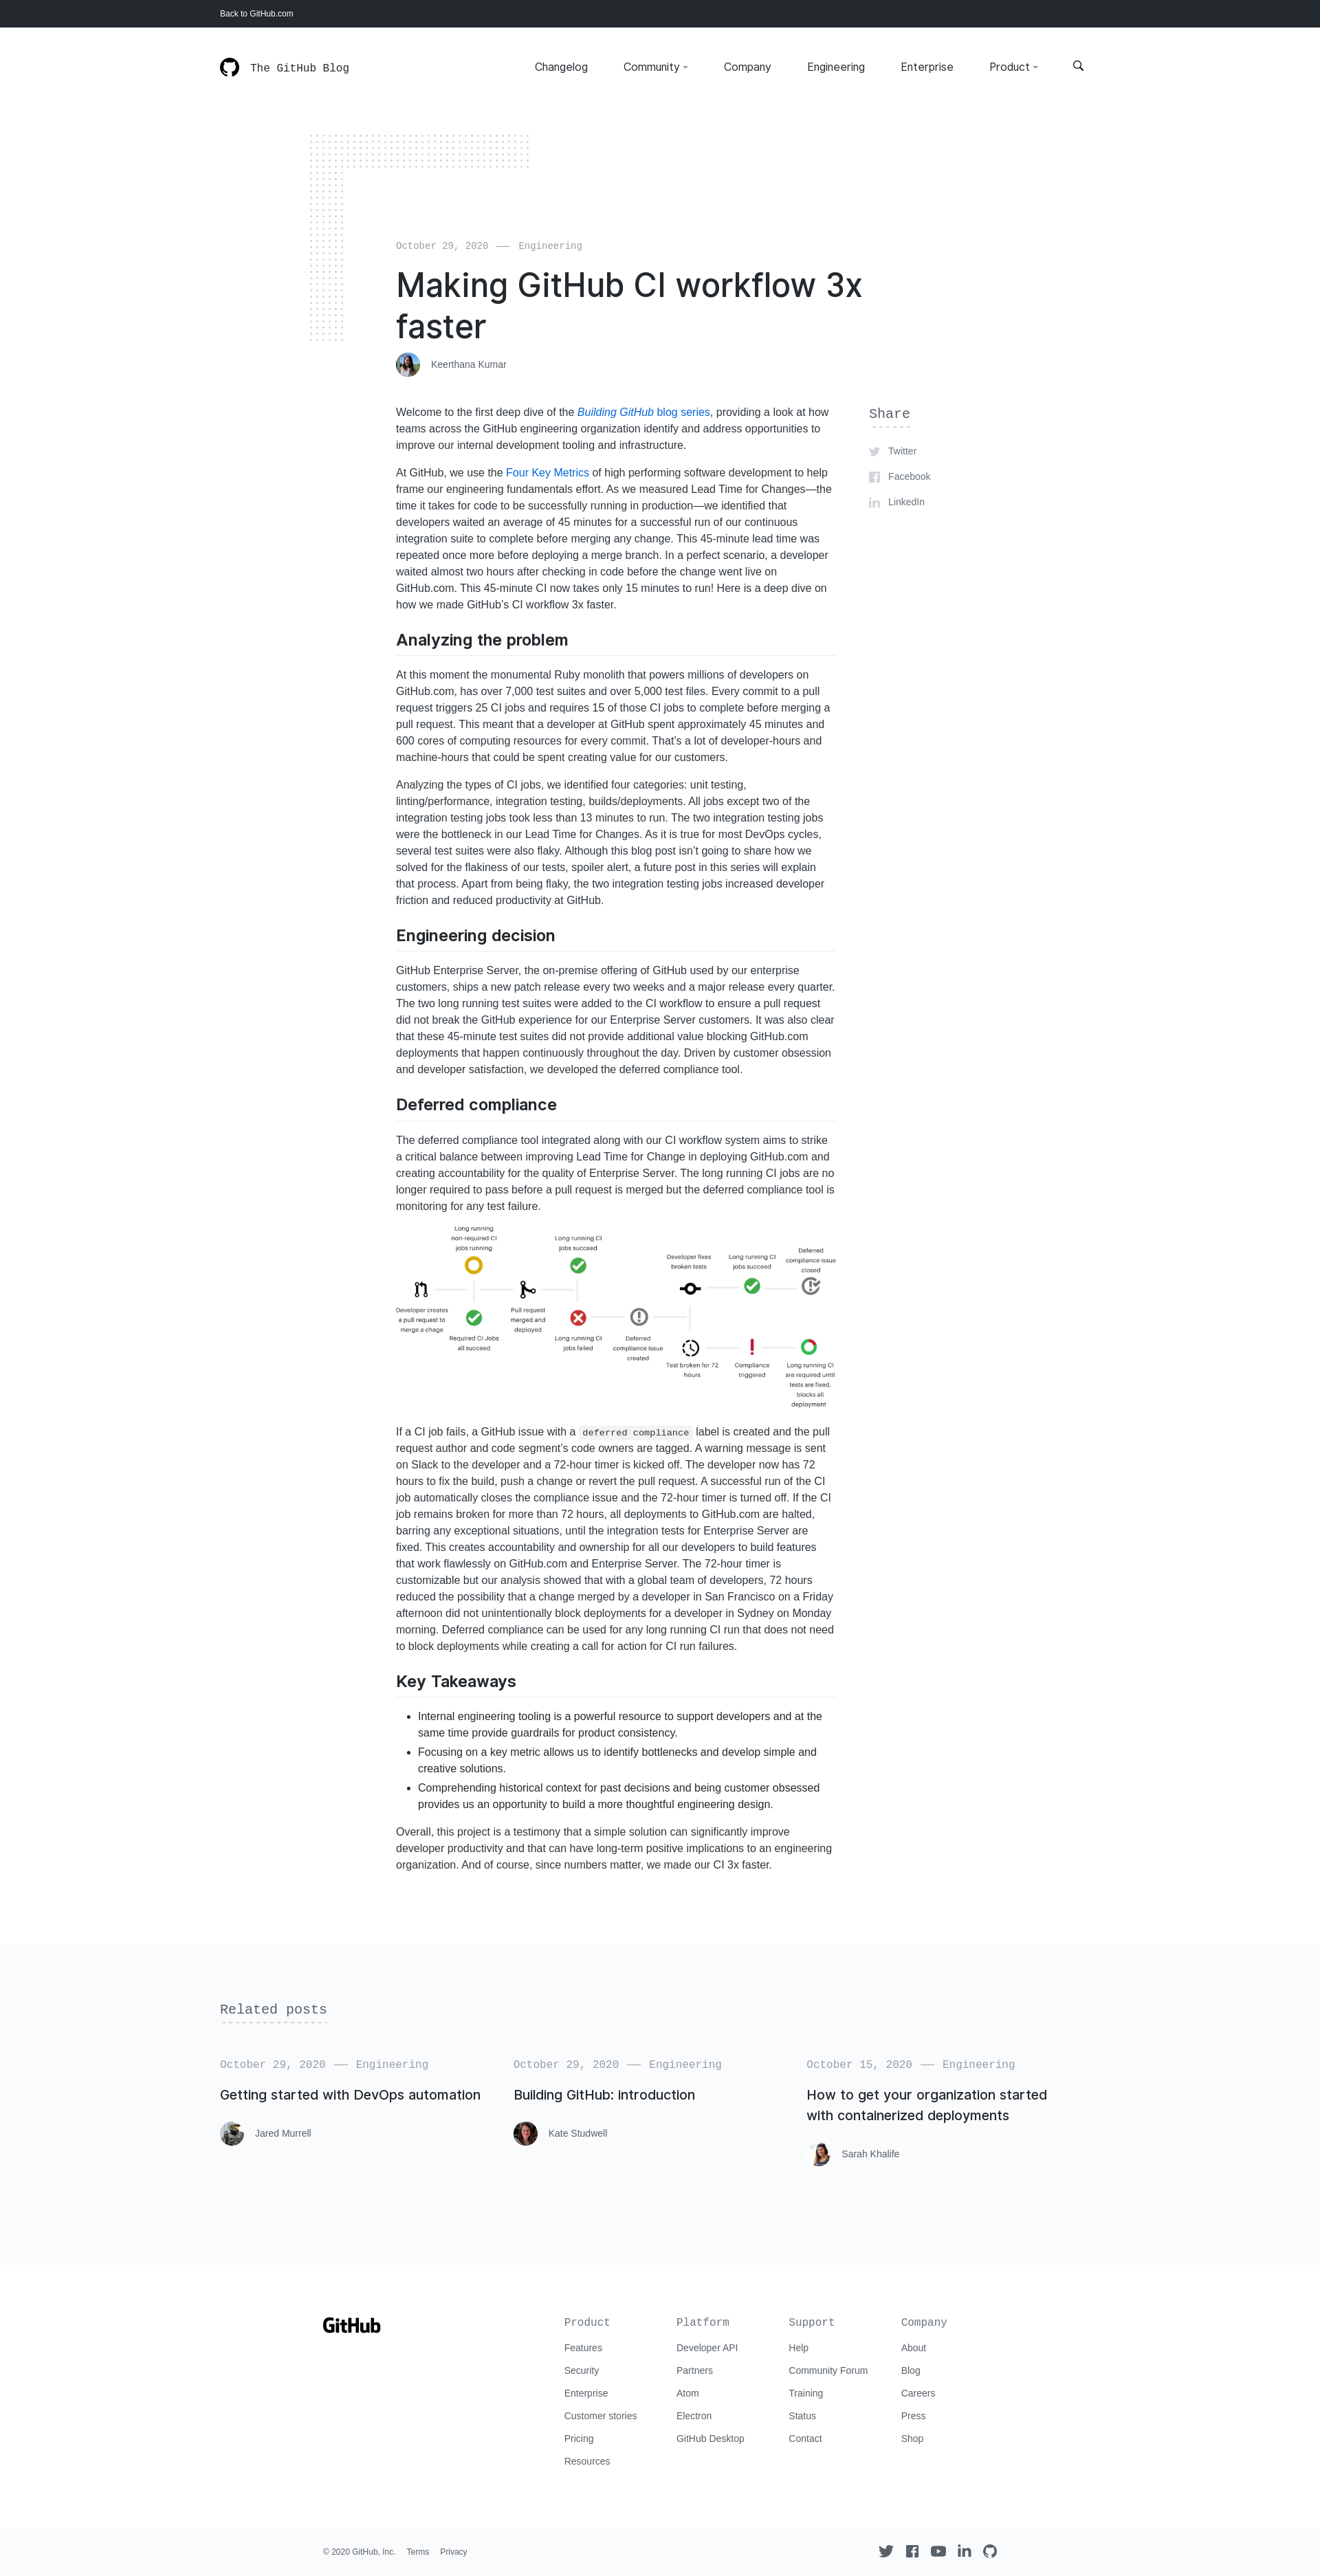 Back to GitHub.com
The GitHub Blog
Changelog Community Company Engineering Enterprise Product
October 29, 2020 — Engineering
Making GitHub CI workflow 3x
faster
Keerthana Kumar
Welcome to the first deep dive of the Building GitHub blog series, providing a look at how
teams across the GitHub engineering organization identify and address opportunities to
improve our internal development tooling and infrastructure.
Share
Twitter
Facebook
LinkedIn
At GitHub, we use the Four Key Metrics of high performing software development to help
frame our engineering fundamentals effort. As we measured Lead Time for Changes—the
time it takes for code to be successfully running in production—we identified that
developers waited an average of 45 minutes for a successful run of our continuous
integration suite to complete before merging any change. This 45-minute lead time was
repeated once more before deploying a merge branch. In a perfect scenario, a developer
waited almost two hours after checking in code before the change went live on
GitHub.com. This 45-minute CI now takes only 15 minutes to run! Here is a deep dive on
how we made GitHub’s CI workflow 3x faster.
Analyzing the problem
At this moment the monumental Ruby monolith that powers millions of developers on
GitHub.com, has over 7,000 test suites and over 5,000 test files. Every commit to a pull
request triggers 25 CI jobs and requires 15 of those CI jobs to complete before merging a
pull request. This meant that a developer at GitHub spent approximately 45 minutes and
600 cores of computing resources for every commit. That’s a lot of developer-hours and
machine-hours that could be spent creating value for our customers.
Analyzing the types of CI jobs, we identified four categories: unit testing,
linting/performance, integration testing, builds/deployments. All jobs except two of the
integration testing jobs took less than 13 minutes to run. The two integration testing jobs
were the bottleneck in our Lead Time for Changes. As it is true for most DevOps cycles,
several test suites were also flaky. Although this blog post isn’t going to share how we
solved for the flakiness of our tests, spoiler alert, a future post in this series will explain
that process. Apart from being flaky, the two integration testing jobs increased developer
friction and reduced productivity at GitHub.
Engineering decision
GitHub Enterprise Server, the on-premise offering of GitHub used by our enterprise
customers, ships a new patch release every two weeks and a major release every quarter.
The two long running test suites were added to the CI workflow to ensure a pull request
did not break the GitHub experience for our Enterprise Server customers. It was also clear
that these 45-minute test suites did not provide additional value blocking GitHub.com
deployments that happen continuously throughout the day. Driven by customer obsession
and developer satisfaction, we developed the deferred compliance tool.
Deferred compliance
The deferred compliance tool integrated along with our CI workflow system aims to strike
a critical balance between improving Lead Time for Change in deploying GitHub.com and
creating accountability for the quality of Enterprise Server. The long running CI jobs are no
longer required to pass before a pull request is merged but the deferred compliance tool is
monitoring for any test failure.
Long running
non-required CI
jobs running
Long running CI
jobs succeed
Developer fixes
broken tests
Long running CI
jobs succeed
Deferred
compliance issue
closed
Developer creates
a pull request to
merge a chage
Required CI Jobs
all succeed
Pull request
merged and
deployed
Long running CI
jobs failed
Deferred
compliance issue
created
Test broken for 72
hours
Compliance
triggered
Long running CI
are required until
tests are fixed,
blocks all
deployment
If a CI job fails, a GitHub issue with a deferred compliance label is created and the pull
request author and code segment’s code owners are tagged. A warning message is sent
on Slack to the developer and a 72-hour timer is kicked off. The developer now has 72
hours to fix the build, push a change or revert the pull request. A successful run of the CI
job automatically closes the compliance issue and the 72-hour timer is turned off. If the CI
job remains broken for more than 72 hours, all deployments to GitHub.com are halted,
barring any exceptional situations, until the integration tests for Enterprise Server are
fixed. This creates accountability and ownership for all our developers to build features
that work flawlessly on GitHub.com and Enterprise Server. The 72-hour timer is
customizable but our analysis showed that with a global team of developers, 72 hours
reduced the possibility that a change merged by a developer in San Francisco on a Friday
afternoon did not unintentionally block deployments for a developer in Sydney on Monday
morning. Deferred compliance can be used for any long running CI run that does not need
to block deployments while creating a call for action for CI run failures.
Key Takeaways
• Internal engineering tooling is a powerful resource to support developers and at the
same time provide guardrails for product consistency.
• Focusing on a key metric allows us to identify bottlenecks and develop simple and
creative solutions.
• Comprehending historical context for past decisions and being customer obsessed
provides us an opportunity to build a more thoughtful engineering design.
Overall, this project is a testimony that a simple solution can significantly improve
developer productivity and that can have long-term positive implications to an engineering
organization. And of course, since numbers matter, we made our CI 3x faster.
Related posts
October 29, 2020 — Engineering
Getting started with DevOps automation
Jared Murrell
October 29, 2020 — Engineering
Building GitHub: introduction
Kate Studwell
October 15, 2020 — Engineering
How to get your organization started
with containerized deployments
Sarah Khalife
GitHub
Product
Features
Security
Enterprise
Customer stories
Pricing
Resources
Platform
Developer API
Partners
Atom
Electron
GitHub Desktop
Support
Help
Community Forum
Training
Status
Contact
Company
About
Blog
Careers
Press
Shop
© 2020 GitHub, Inc. Terms Privacy